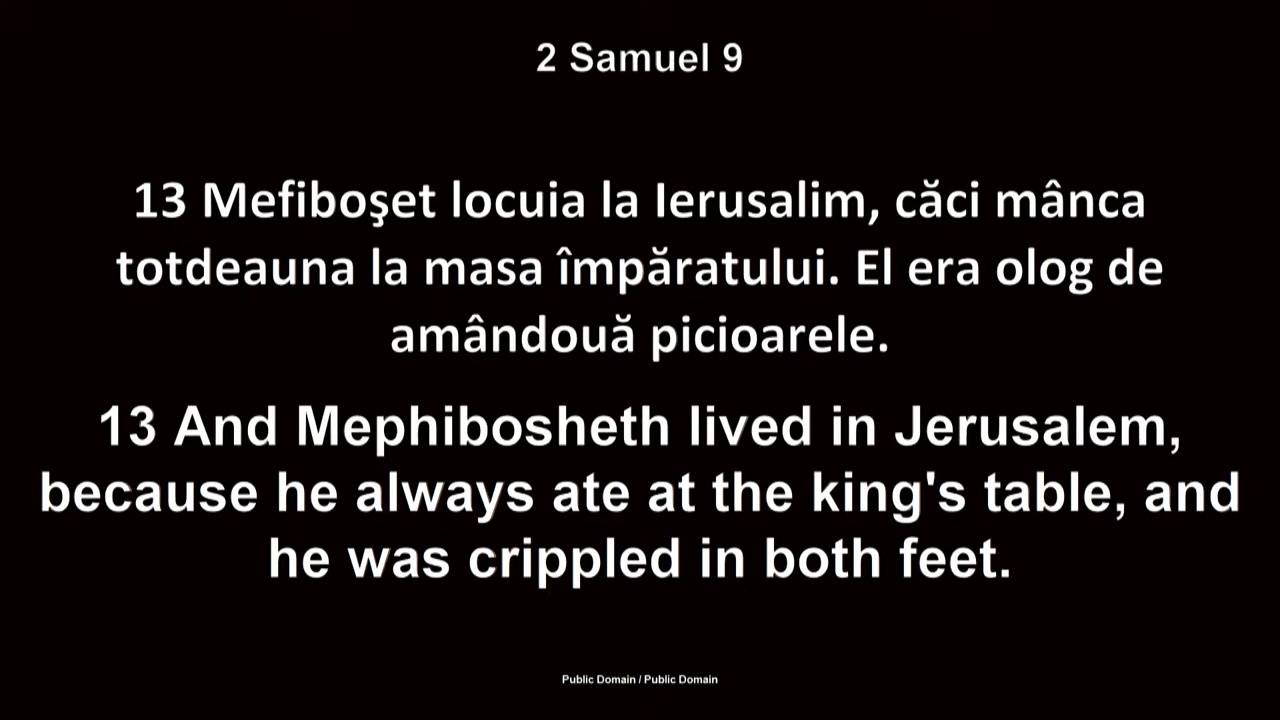 2 Samuel 9
13 Mefiboşet locuia la Ierusalim, căci mânca
totdeauna la masa împăratului. El era olog de
amândouă picioarele.
13 And Mephibosheth lived in Jerusalem,
because he always ate at the king's table, and
he was crippled in both feet.
Public Domain / Public Domain